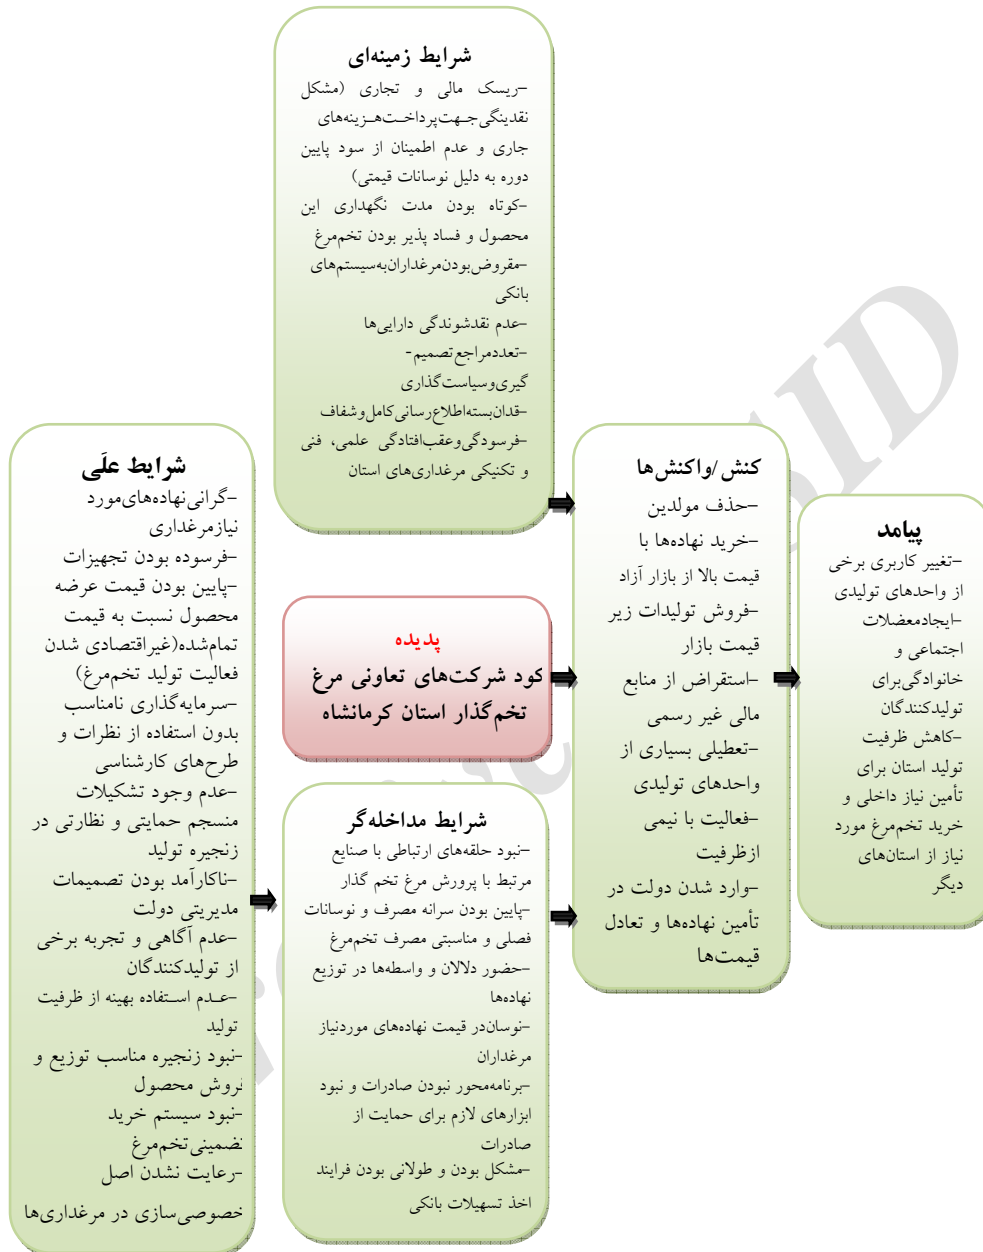 شرایط زمینه‌ای
-ریسک مالی و تجاری (مشکل
نقدینگی‌جهت‌پرداخت‌هزینه‌های
جاری و عدم اطمینان از سود پایین
دوره به دلیل نوسانات قیمتی)
-کوتاه بودن مدت نگهداری این
محصول و فساد پذیر بودن تخم‌مرغ
-مقروض‌بودن‌مرغداران‌به‌سیستم‌های
بانکی
-عدم نقدشوندگی دارایی‌ها
-تعددمراجع‌تصمیم-
گیری‌وسیاست‌گذاری
-قدان‌بسته‌اطلاع‌رسانی‌کامل‌وشفاف
-فرسودگی‌وعقب‌افتادگی علمی، فنی
و تکنیکی مرغداری‌های استان
شرایط علّی
-گرانی‌نهاده‌های‌مورد
نیازمرغداری
-فرسوده بودن تجهیزات
-پایین بودن قیمت عرضه
محصول نسبت به قیمت
تمام‌شده(غیراقتصادی شدن
فعالیت تولید تخم‌مرغ)
-سرمایه‌گذاری نامناسب
بدون استفاده از نظرات و
طرح‌های کارشناسی
-عدم وجود تشکیلات
منسجم حمایتی و نظارتی در
زنجیره تولید
-ناکارآمد بودن تصمیمات
مدیریتی دولت
-عدم آگاهی و تجربه برخی
از تولیدکنندگان
-عدم استفاده بهینه از ظرفیت
تولید
-نبود زنجیره مناسب توزیع و
فروش محصول
-نبود سیستم خرید
تضمینی‌تخم‌مرغ
-رعایت نشدن اصل
خصوصی‌سازی در مرغداری‌ها
پدیده
کود شرکت‌های تعاونی مرغ
تخم‌گذار استان کرمانشاه
شرایط مداخله‌گر
-نبود حلقه‌های ارتباطی با صنایع
مرتبط با پرورش مرغ تخم گذار
-پایین بودن سرانه مصرف و نوسانات
فصلی و مناسبتی مصرف تخم‌مرغ
-حضور دلالان و واسطه‌ها در توزیع
نهاده‌ها
-نوسان‌در قیمت نهاده‌های موردنیاز
مرغداران
-برنامه‌محور نبودن صادرات و نبود
ابزارهای لازم برای حمایت از
صادرات
-مشکل بودن و طولانی بودن فرایند
اخذ تسهیلات بانکی
کنش/واکنش‌ها
-حذف مولدین
-خرید نهاده‌ها با
قیمت بالا از بازار آزاد
-فروش تولیدات زیر
قیمت بازار
-استقراض از منابع
مالی غیر رسمی
-تعطیلی بسیاری از
واحدهای تولیدی
-فعالیت با نیمی
ازظرفیت
-وارد شدن دولت در
تأمین نهاده‌ها و تعادل
قیمت‌ها
پیامد
-تغییر کاربری برخی
از واحدهای تولیدی
-ایجادمعضلات
اجتماعی و
خانوادگی‌برای
تولیدکنندگان
-کاهش ظرفیت
تولید استان برای
تأمین نیاز داخلی و
خرید تخم‌مرغ مورد
نیاز از استان‌های
دیگر